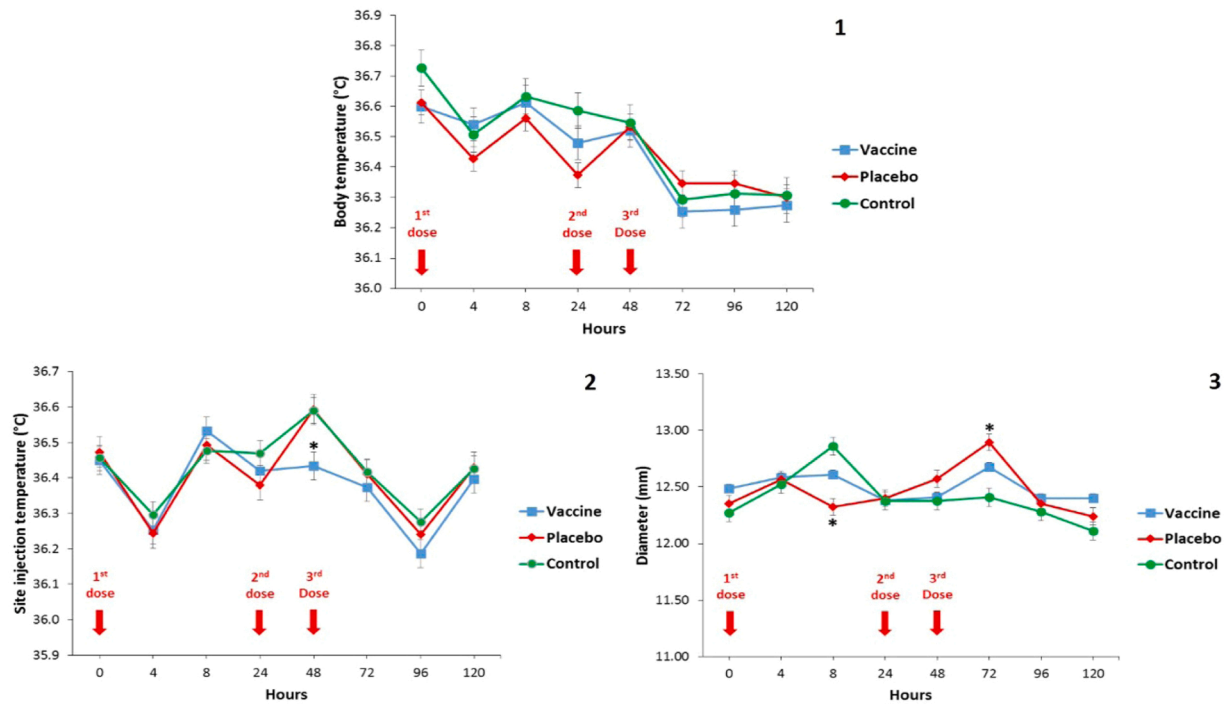 1
Body temperature (°C)
36.9
36.8
36.7
36.6
36.5
36.4
36.3
36.2
36.1
36.0
1st
dose
2nd
dose
3rd
Dose
0 4 8 24 48 72 96 120
Hours
Vaccine
Placebo
Control
2
Site injection temperature (°C)
36.7
36.6
36.5
36.4
36.3
36.2
36.1
36.0
35.9
*
1st
dose
2nd
dose
3rd
Dose
0 4 8 24 48 72 96 120
Hours
Vaccine
Placebo
Control
3
Diameter (mm)
13.50
13.00
12.50
12.00
11.50
11.00
*
*
1st
dose
2nd
dose
3rd
Dose
0 4 8 24 48 72 96 120
Hours
Vaccine
Placebo
Control